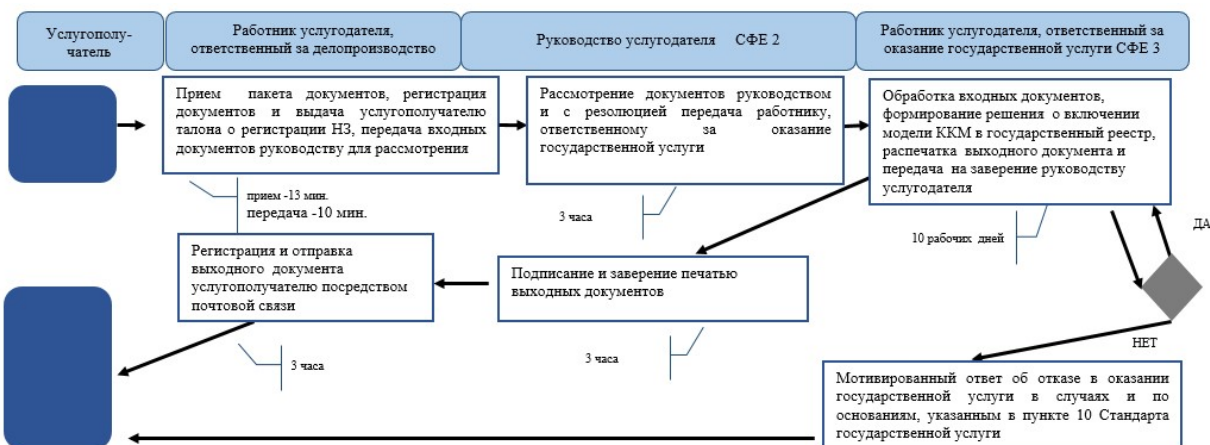 Услугополу-
чатель
Работник услугодателя,
ответственный за делопроизводство
Руководство услугодателя СФЕ 2
Работник услугодателя, ответственный за
оказание государственной услуги СФЕ 3
Прием пакета документов, регистрация
документов и выдача услугополучателю
талона о регистрации НЗ, передача входных
документов руководству для рассмотрения
Рассмотрение документов руководством
и с резолюцией передача работнику,
ответственному за оказание
государственной услуги
Обработка входных документов,
формирование решения о включении
модели ККМ в государственный реестр,
распечатка выходного документа и
передача на заверение руководству
услугодателя
прием -13 мин.
передача -10 мин.
3 часа
10 рабочих дней
ДА
Регистрация и отправка
выходного документа
услугополучателю посредством
почтовой связи
Подписание и заверение печатью
выходных документов
НЕТ
3 часа
3 часа
Мотивированный ответ об отказе в оказании
государственной услуги в случаях и по
основаниям, указанным в пункте 10 Стандарта
государственной услуги